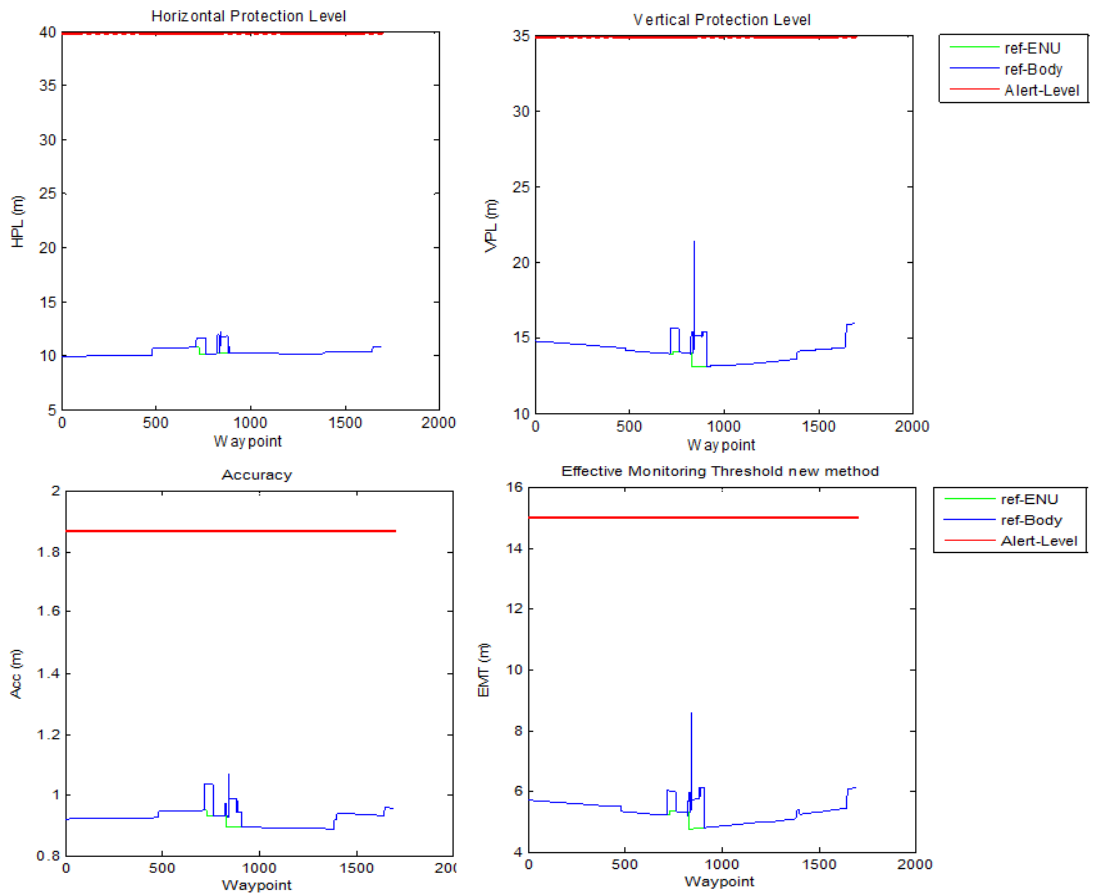 Horizontal Protection Level
40
35
30
25
20
15
10
5
HPL (m)
0
500
1000
1500
2000
Waypoint
Vertical Protection Level
35
30
25
20
15
10
VPL (m)
0
500
1000
1500
2000
Waypoint
ref-ENU
ref-Body
Alert-Level
Accuracy
2
1.8
1.6
1.4
1.2
1
0.8
Acc (m)
0
500
1000
1500
2000
Waypoint
Effective Monitoring Threshold new method
16
14
12
10
8
6
4
EMT (m)
0
500
1000
1500
2000
Waypoint
ref-ENU
ref-Body
Alert-Level